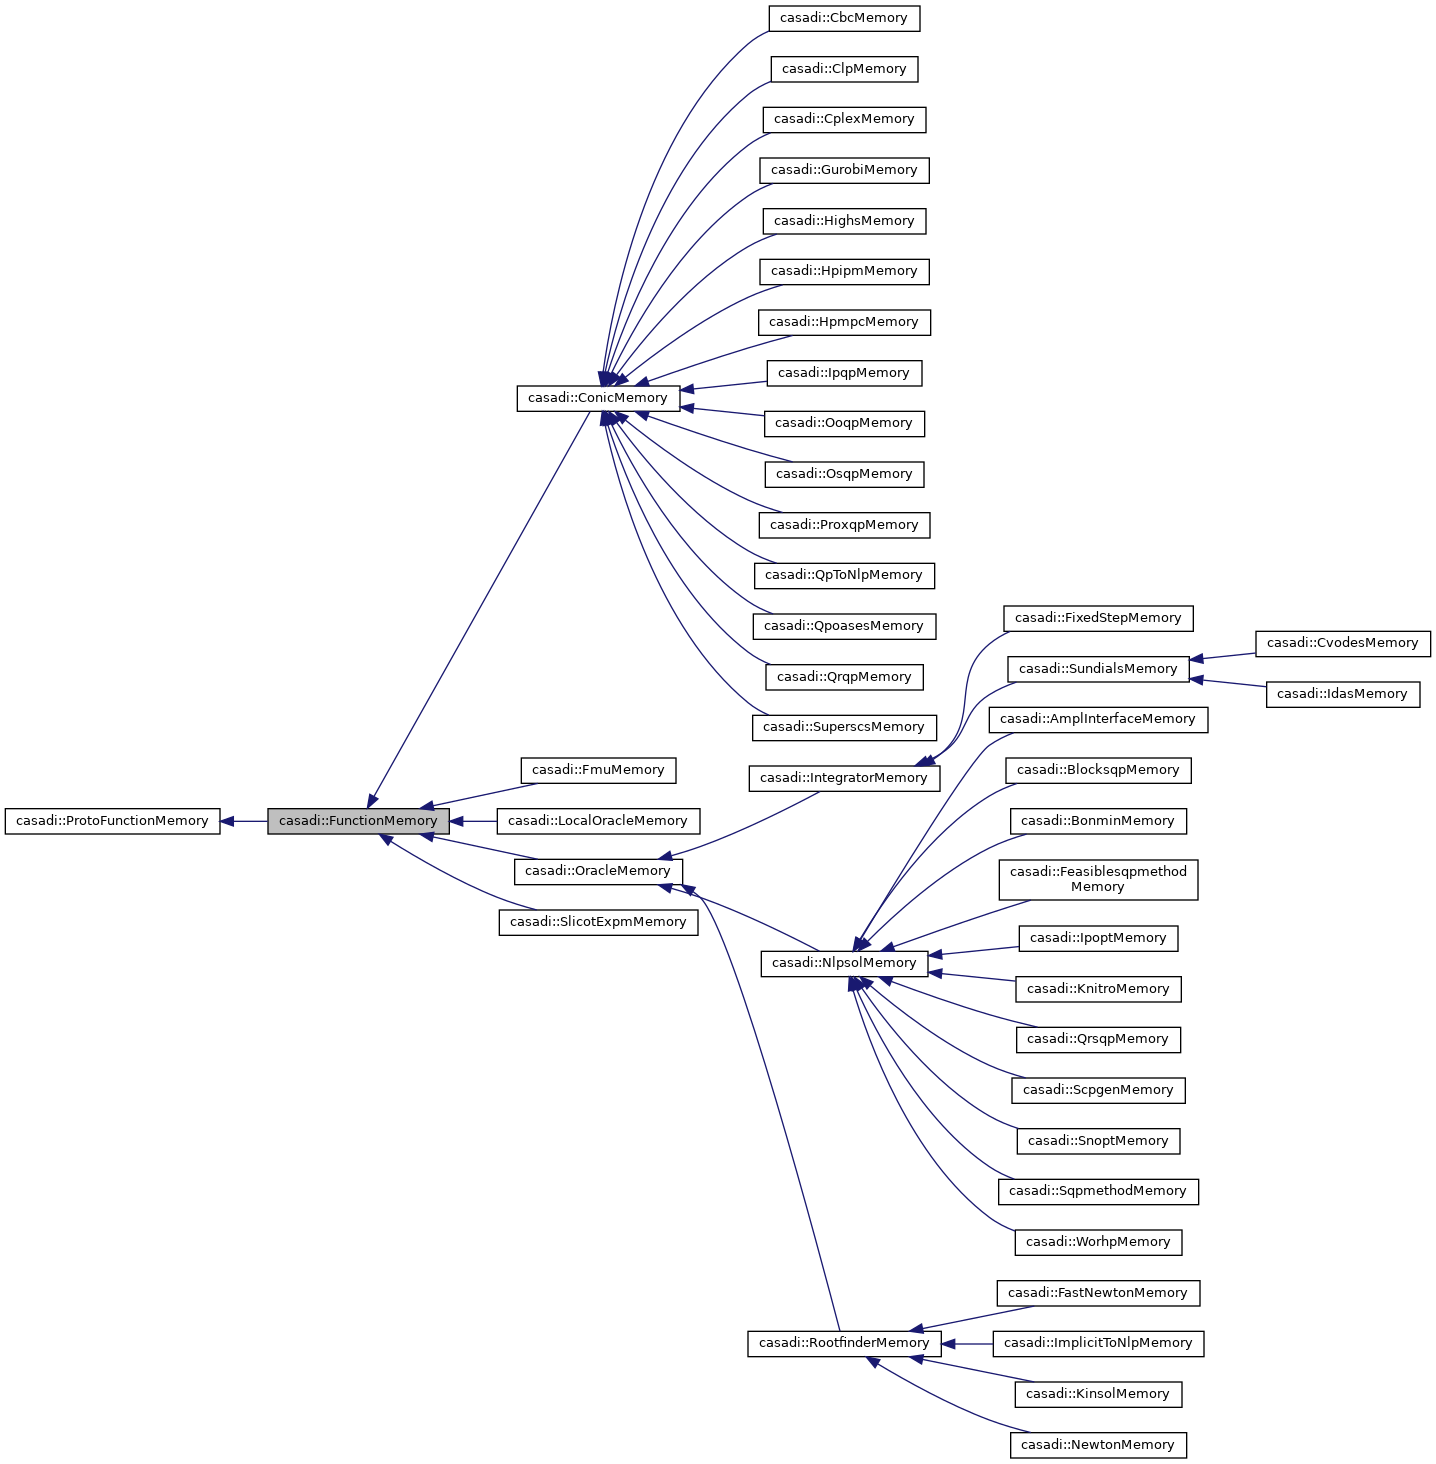 casadi::CbcMemory
casadi::ClpMemory
casadi::CplexMemory
casadi::GurobiMemory
casadi::HighsMemory
casadi::HpipmMemory
casadi::HpmpcMemory
casadi::IpqpMemory
casadi::ConicMemory
casadi::OoqpMemory
casadi::OsqpMemory
casadi::ProxqpMemory
casadi::QpToNlpMemory
casadi::QpoasesMemory
casadi::QrqpMemory
casadi::SuperscsMemory
casadi::FixedStepMemory
casadi::SundialsMemory
casadi::CvodesMemory
casadi::IdasMemory
casadi::AmplInterfaceMemory
casadi::FmuMemory
casadi::IntegratorMemory
casadi::BlocksqpMemory
casadi::ProtoFunctionMemory
casadi::FunctionMemory
casadi::LocalOracleMemory
casadi::BonminMemory
casadi::OracleMemory
casadi::Feasiblesqpmethod
Memory
casadi::SlicotExpmMemory
casadi::IpoptMemory
casadi::NlpsolMemory
casadi::KnitroMemory
casadi::QrsqpMemory
casadi::ScpgenMemory
casadi::SnoptMemory
casadi::SqpmethodMemory
casadi::WorhpMemory
casadi::FastNewtonMemory
casadi::RootfinderMemory
casadi::ImplicitToNlpMemory
casadi::KinsolMemory
casadi::NewtonMemory